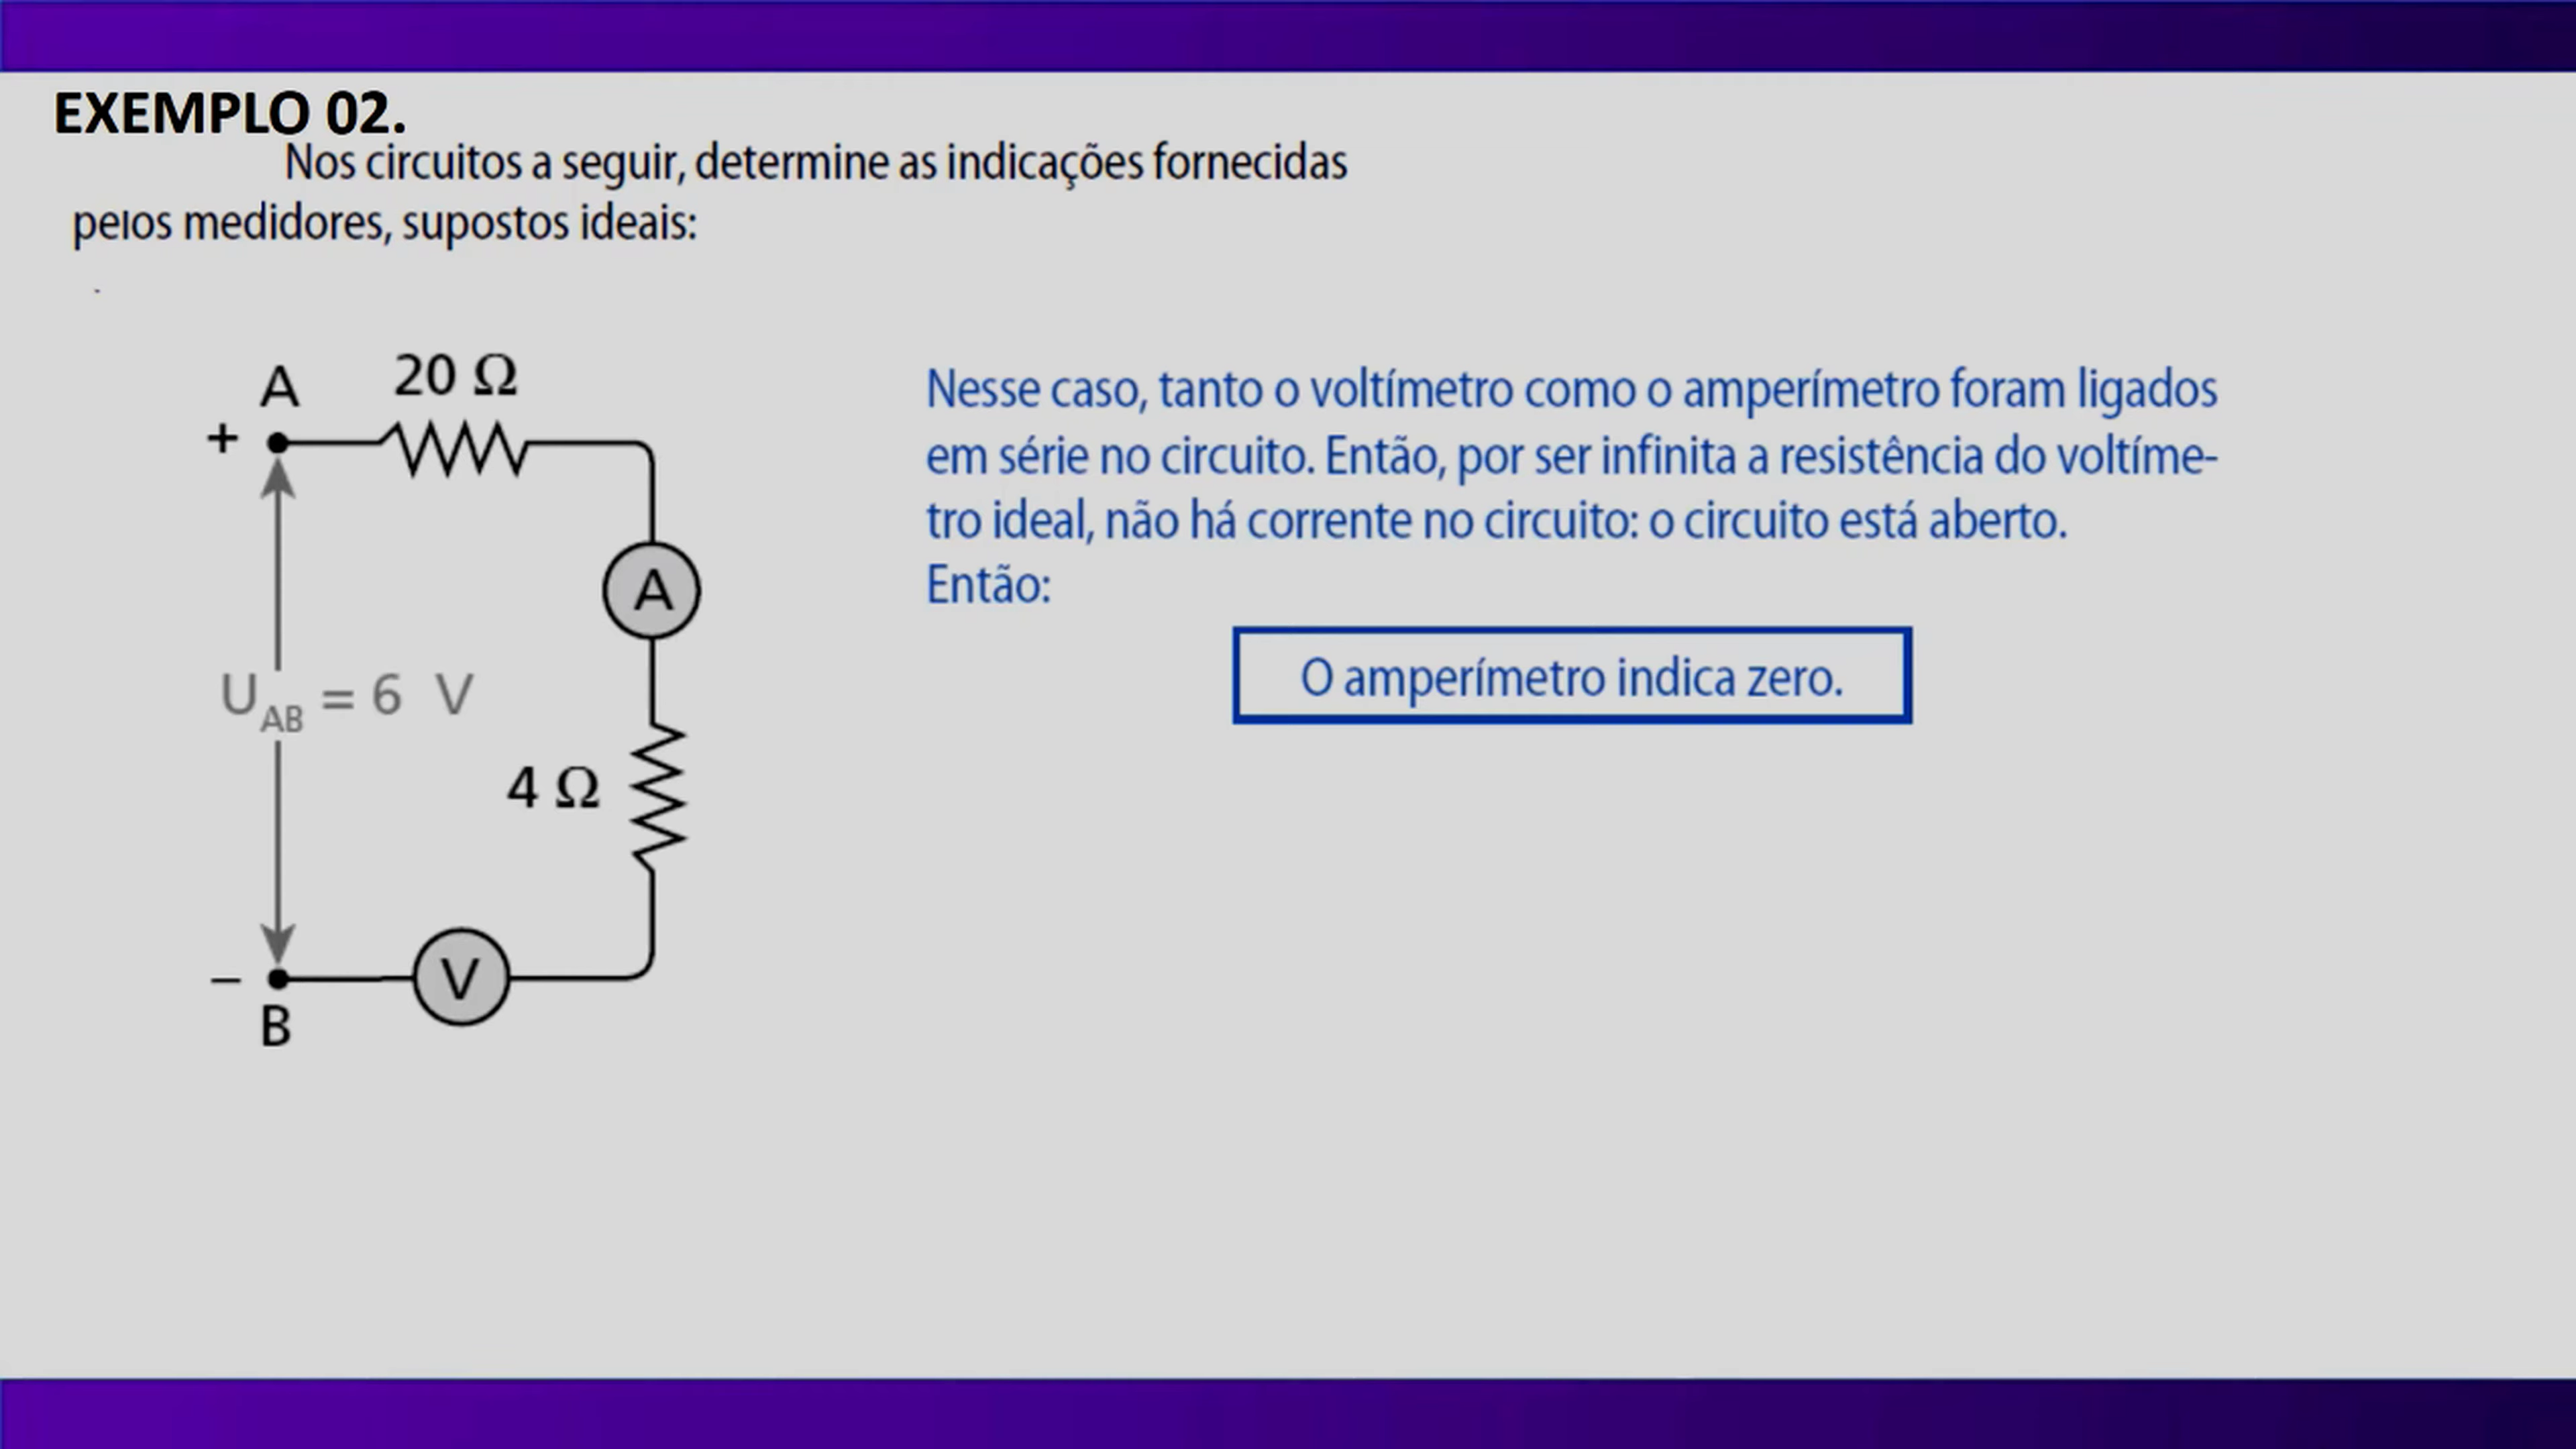 EXEMPLO 02.
Nos circuitos a seguir, determine as indicações fornecidas
pelos medidores, supostos ideais:
A
20 Ω
+
A
U_AB = 6 V
4 Ω
– V
B
Nesse caso, tanto o voltímetro como o amperímetro foram ligados
em série no circuito. Então, por ser infinita a resistência do voltíme-
tro ideal, não há corrente no circuito: o circuito está aberto.
Então:
O amperímetro indica zero.